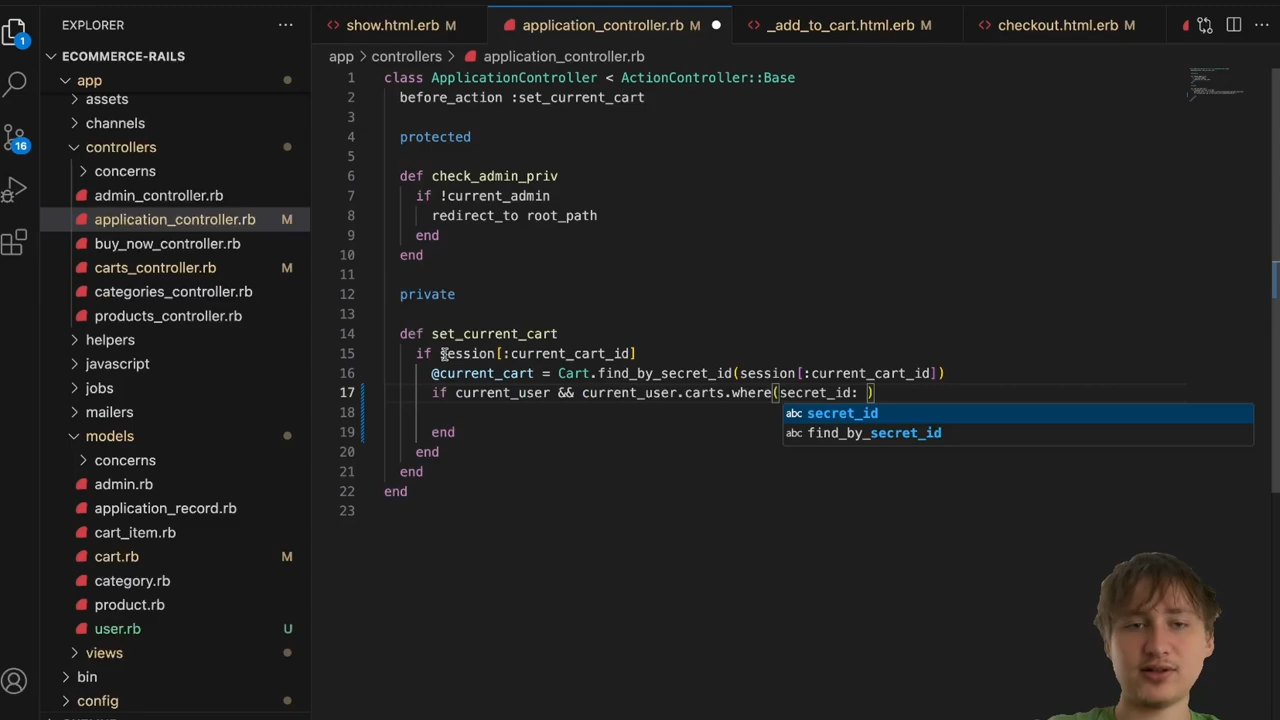 EXPLORER
ECOMMERCE-RAILS
app
assets
channels
controllers
concerns
admin_controller.rb
application_controller.rb M
buy_now_controller.rb
carts_controller.rb M
categories_controller.rb
products_controller.rb
helpers
javascript
jobs
mailers
models
concerns
admin.rb
application_record.rb
cart_item.rb
cart.rb M
category.rb
product.rb
user.rb U
views
bin
config
1
16
show.html.erb M
application_controller.rb M
_add_to_cart.html.erb M
checkout.html.erb M
app > controllers > application_controller.rb
1 class ApplicationController < ActionController::Base
2 before_action :set_current_cart
3
4 protected
5
6 def check_admin_priv
7 if !current_admin
8 redirect_to root_path
9 end
10 end
11
12 private
13
14 def set_current_cart
15 if session[:current_cart_id]
16 @current_cart = Cart.find_by_secret_id(session[:current_cart_id])
17 if current_user && current_user.carts.where(secret_id: )
18
19 end
20 end
21 end
22 end
23
abc secret_id
abc find_by_secret_id